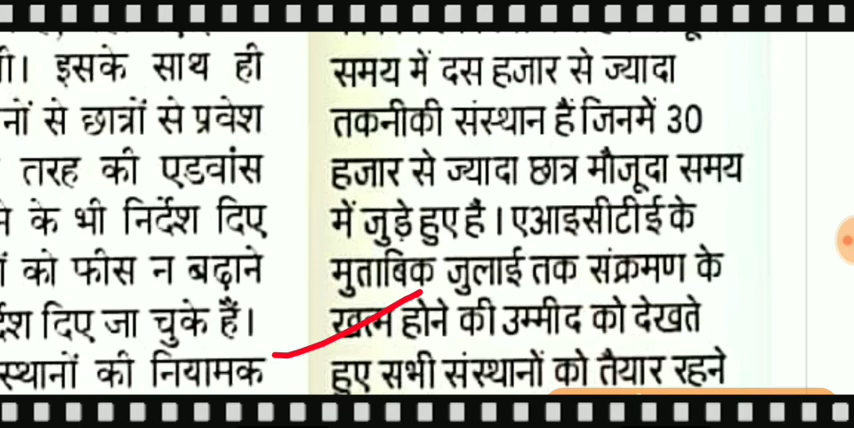 ी। इसके साथ ही
नों से छात्रों से प्रवेश
तरह की एडवांस
के भी निर्देश दिए
को फीस न बढ़ाने
दिए जा चुके हैं।
स्थानों की नियामक
समय में दस हजार से ज्यादा
तकनीकी संस्थान हैं जिनमें 30
हजार से ज्यादा छात्र मौजूदा समय
में जुड़े हुए है । एआइसीटीई के
मुताबिक जुलाई तक संक्रमण के
खत्म होने की उम्मीद को देखते
हुए सभी संस्थानों को तैयार रहने